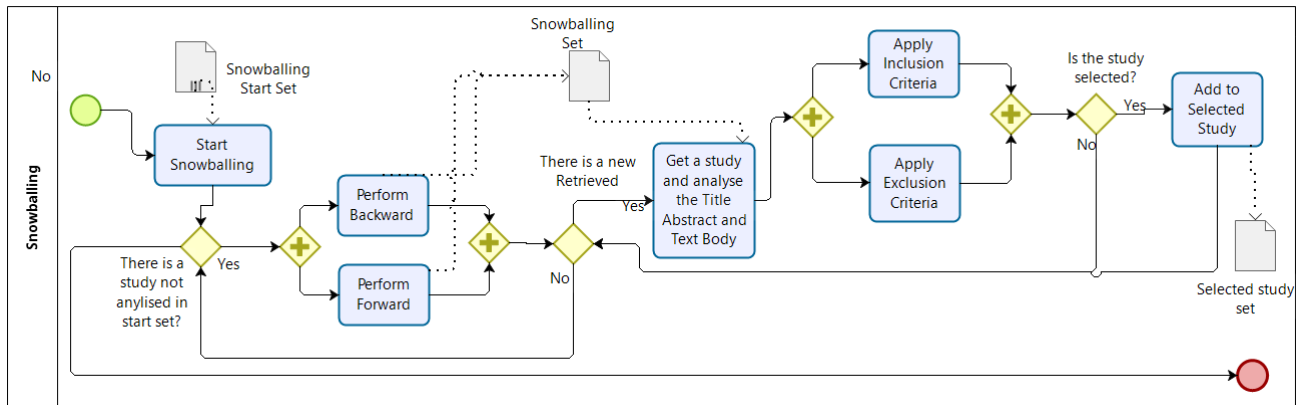 No
Snowballing
Snowballing
Start Set
Start
Snowballing
There is a
study not
anylised in
start set?
Yes
Perform
Backward
Perform
Forward
Snowballing
Set
There is a new
Retrieved
Yes
No
Get a study
and analyse
the Title
Abstract and
Text Body
Apply
Inclusion
Criteria
Apply
Exclusion
Criteria
Is the study
selected?
Yes
No
Add to
Selected
Study
Selected study
set